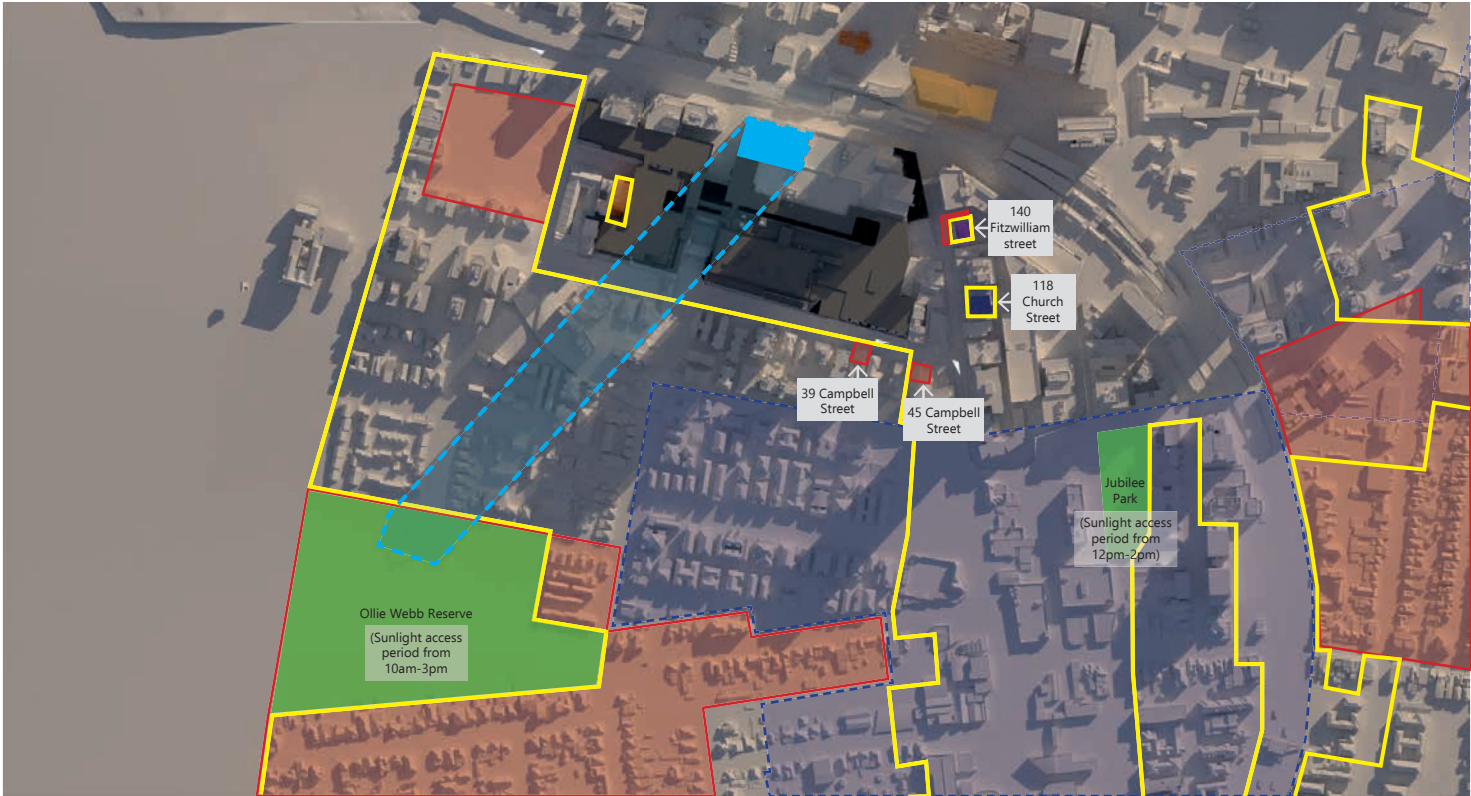 140
Fitzwilliam
street
118
Church
Street
39 Campbell
Street
45 Campbell
Street
Jubilee
Park
(Sunlight access
period from
12pm-2pm)
Ollie Webb Reserve
(Sunlight access
period from
10am-3pm